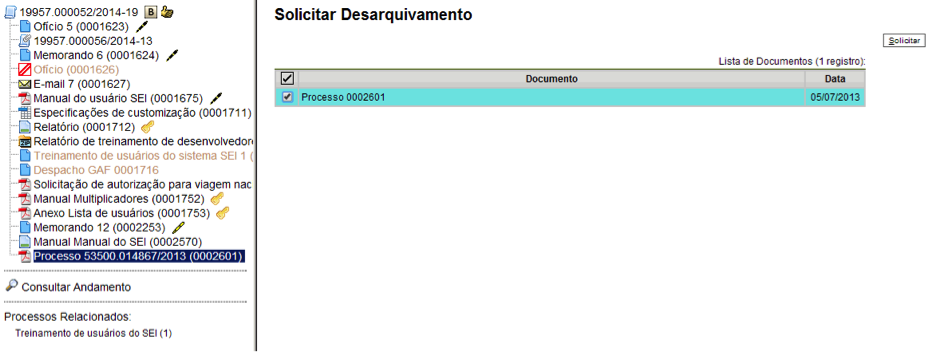 19957.000052/2014-19 B
Ofício 5 (0001623)
19957.000056/2014-13
Memorando 6 (0001624)
Ofício (0001626)
E-mail 7 (0001627)
Manual do usuário SEI (0001675)
Especificações de customização (0001711)
Relatório (0001712)
Relatório de treinamento de desenvolvedor
Treinamento de usuários do sistema SEI 1 (
Despacho GAF 0001716
Solicitação de autorização para viagem nac
Manual Multiplicadores (0001752)
Anexo Lista de usuários (0001753)
Memorando 12 (0002253)
Manual Manual do SEI (0002570)
Processo 53500.014867/2013 (0002601)
Consultar Andamento
Processos Relacionados:
Treinamento de usuários do SEI (1)
Solicitar Desarquivamento
Solicitar
Lista de Documentos (1 registro):
Documento Data
Processo 0002601 05/07/2013